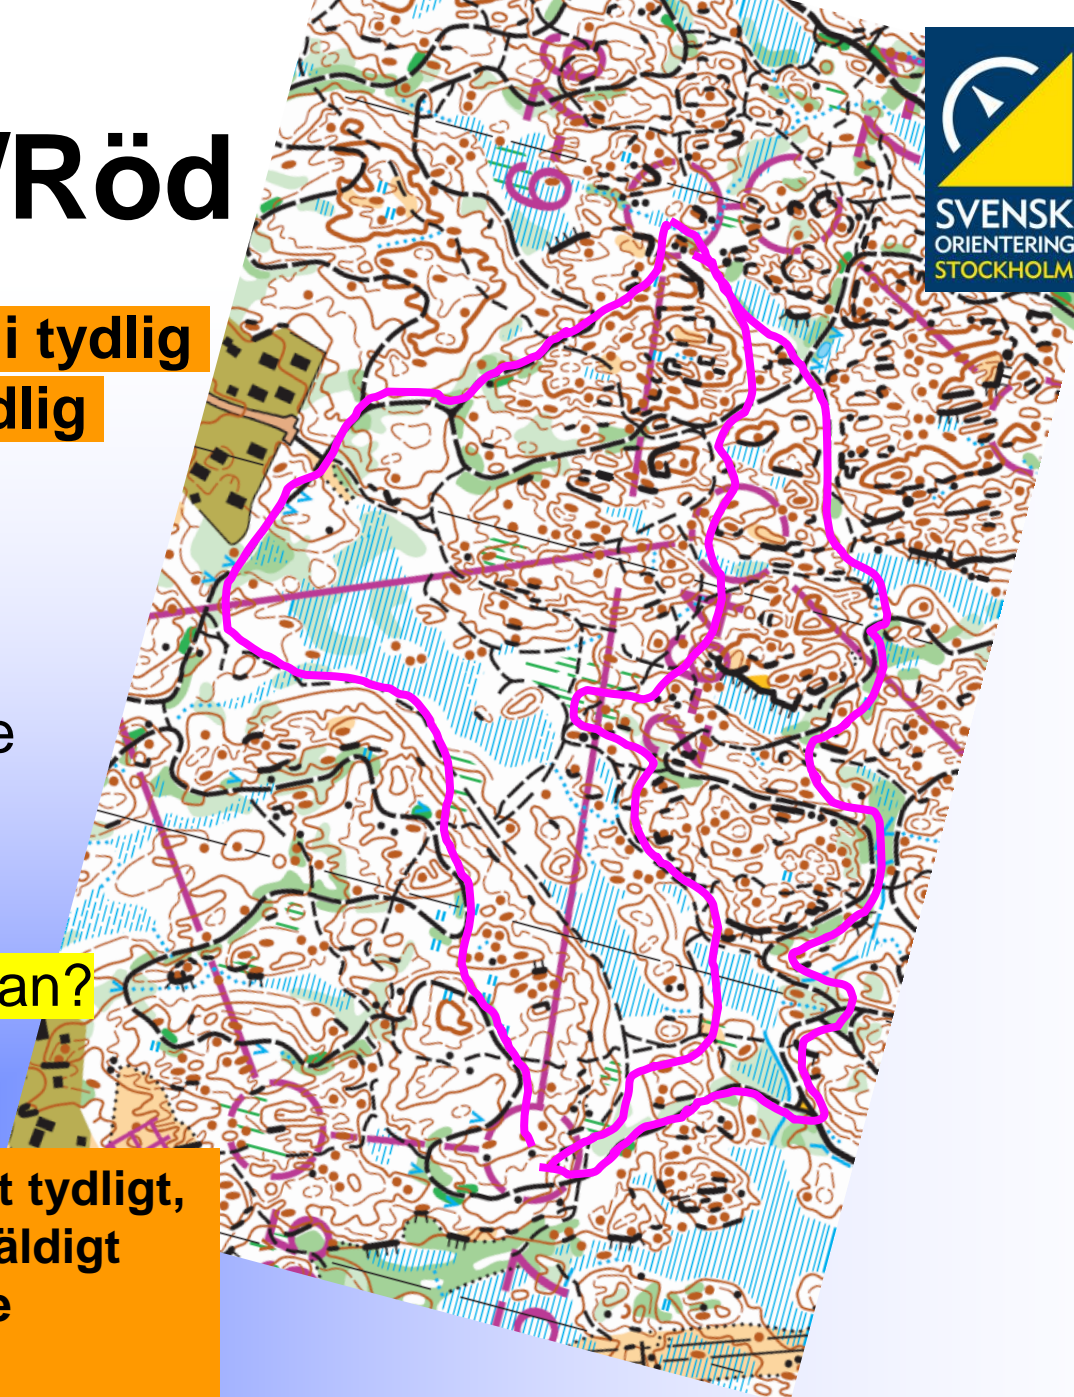 /Röd
i tydlig
dlig
e
an?
t tydligt,
äldigt
e
SVENSK
ORIENTERING
STOCKHOLM